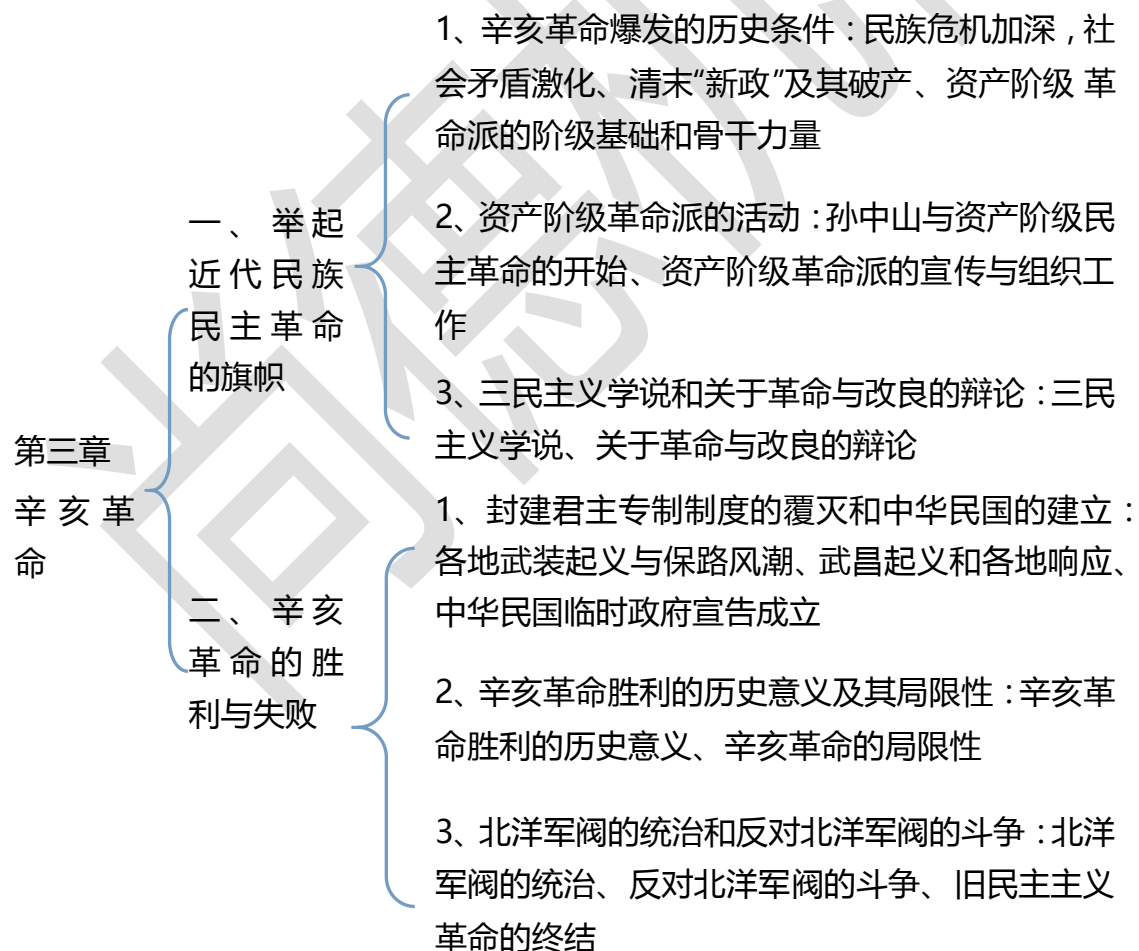 第三章
辛亥革
命
一、 举起
近代民族
民主革命
的旗帜
1、辛亥革命爆发的历史条件：民族危机加深，社
会矛盾激化、清末“新政”及其破产、资产阶级 革
命派的阶级基础和骨干力量
2、资产阶级革命派的活动：孙中山与资产阶级民
主革命的开始、资产阶级革命派的宣传与组织工
作
3、三民主义学说和关于革命与改良的辩论：三民
主义学说、关于革命与改良的辩论
二、 辛亥
革命的胜
利与失败
1、封建君主专制制度的覆灭和中华民国的建立：
各地武装起义与保路风潮、武昌起义和各地响应、
中华民国临时政府宣告成立
2、辛亥革命胜利的历史意义及其局限性：辛亥革
命胜利的历史意义、辛亥革命的局限性
3、北洋军阀的统治和反对北洋军阀的斗争：北洋
军阀的统治、反对北洋军阀的斗争、旧民主主义
革命的终结
尚德